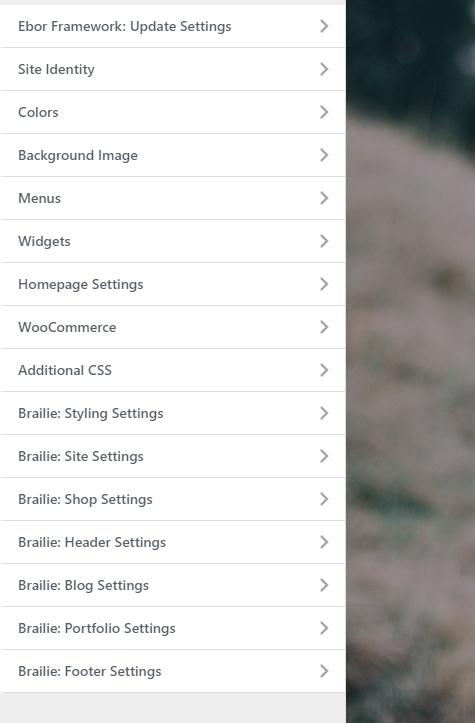 Ebor Framework: Update Settings
Site Identity
Colors
Background Image
Menus
Widgets
Homepage Settings
WooCommerce
Additional CSS
Brailie: Styling Settings
Brailie: Site Settings
Brailie: Shop Settings
Brailie: Header Settings
Brailie: Blog Settings
Brailie: Portfolio Settings
Brailie: Footer Settings